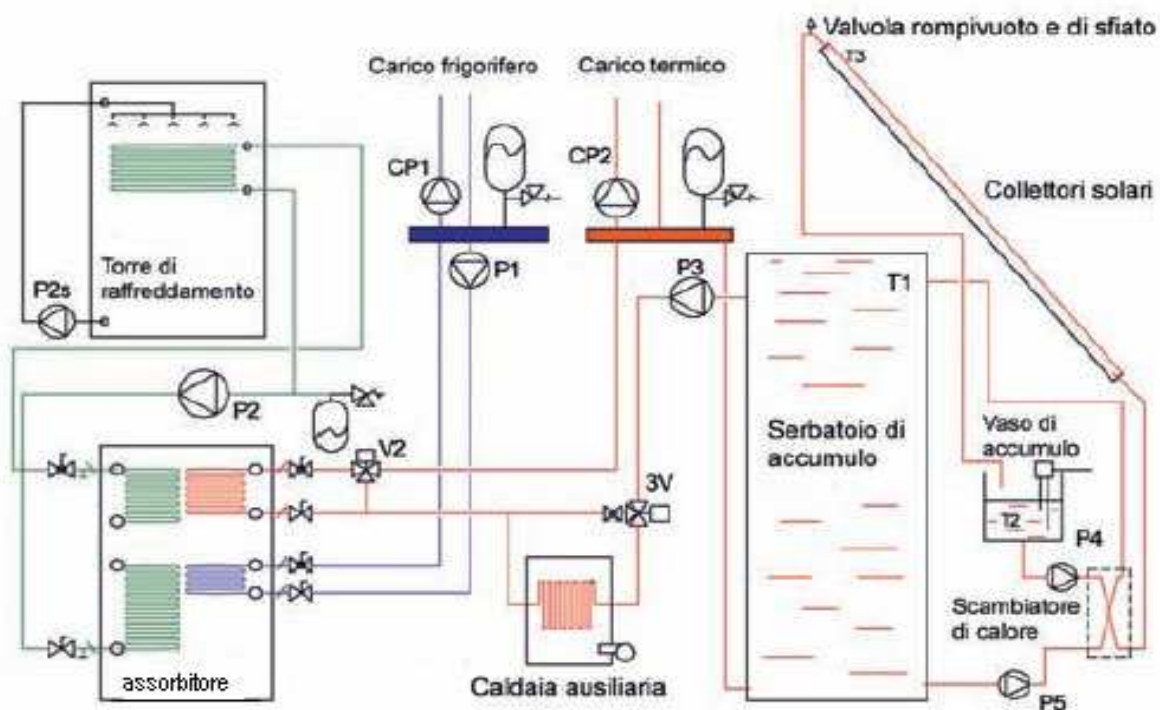 Valvola rompivuoto e di sfiato
T3
Carico frigorifero
Carico termico
CP1
CP2
Collettori solari
Torre di
raffreddamento
P2s
P1
P3
T1
P2
V2
Serbatoio di
accumulo
Vaso di
accumulo
3V
T2
P4
Scambiatore
di calore
assorbitore
Caldaia ausiliaria
P5